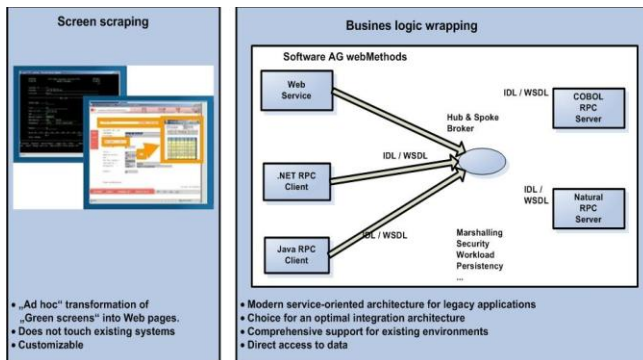 Screen scraping
„Ad hoc“ transformation of
„Green screens“ into Web pages.
Does not touch existing systems
Customizable
Busines logic wrapping
Software AG webMethods
Web
Service
.NET RPC
Client
Java RPC
Client
IDL / WSDL
IDL / WSDL
Hub & Spoke
Broker
Marshalling
Security
Workload
Persistency
...
IDL / WSDL
COBOL
RPC
Server
IDL /
WSDL
Natural
RPC
Server
Modern service-oriented architecture for legacy applications
Choice for an optimal integration architecture
Comprehensive support for existing environments
Direct access to data